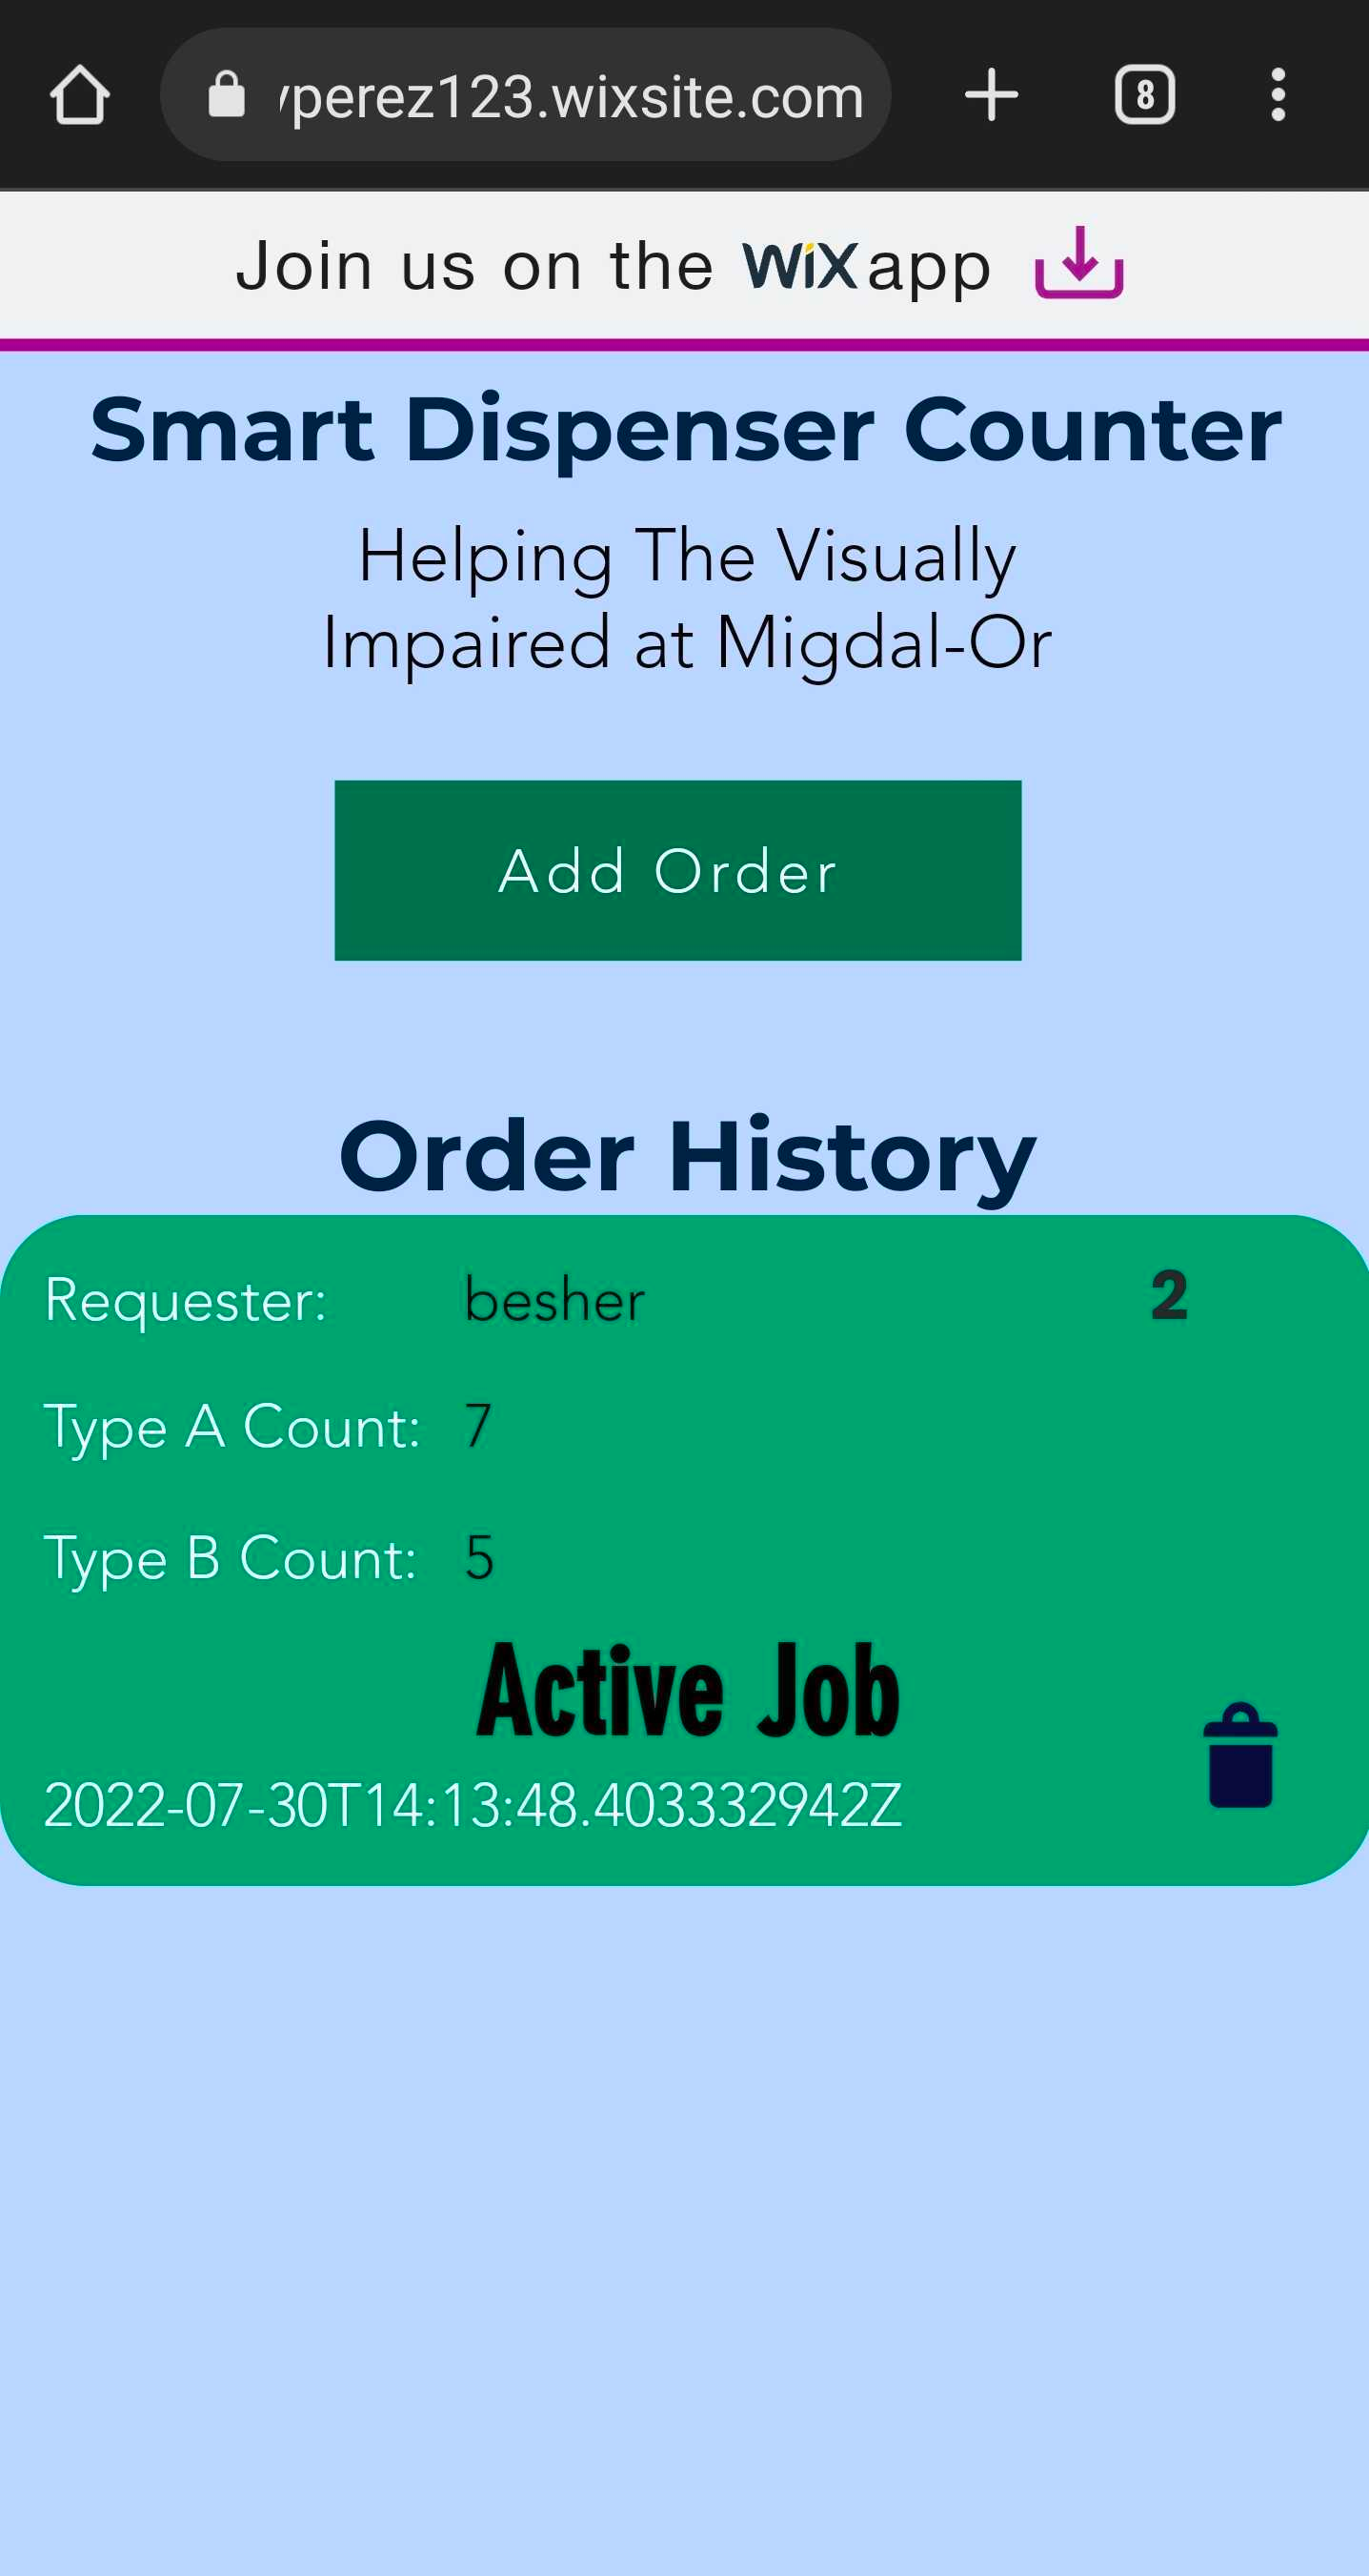 perez123.wixsite.com
8
Join us on the WiX app
Smart Dispenser Counter
Helping The Visually
Impaired at Migdal-Or
Add Order
Order History
Requester: besher 2
Type A Count: 7
Type B Count: 5
Active Job
2022-07-30T14:13:48.403332942Z